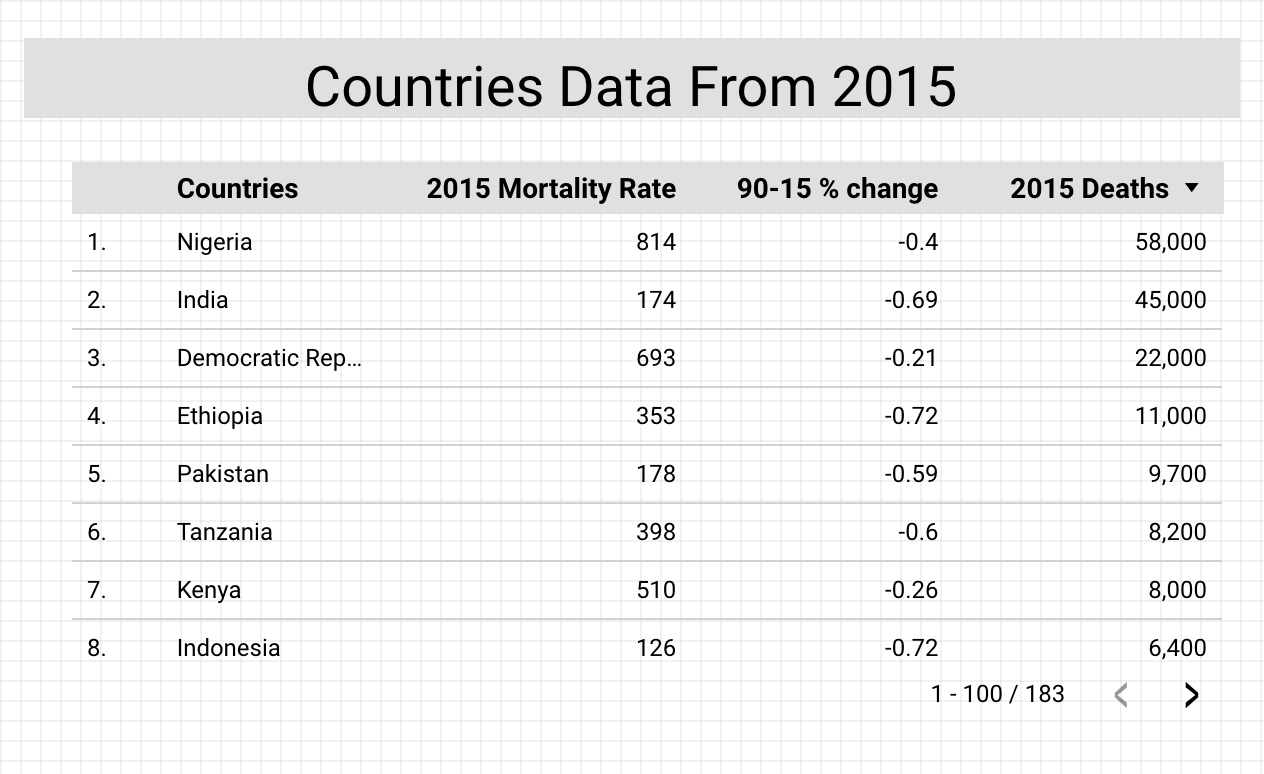 Countries Data From 2015
Countries 2015 Mortality Rate 90-15 % change 2015 Deaths
1. Nigeria 814 -0.4 58,000
2. India 174 -0.69 45,000
3. Democratic Rep… 693 -0.21 22,000
4. Ethiopia 353 -0.72 11,000
5. Pakistan 178 -0.59 9,700
6. Tanzania 398 -0.6 8,200
7. Kenya 510 -0.26 8,000
8. Indonesia 126 -0.72 6,400
1 - 100 / 183